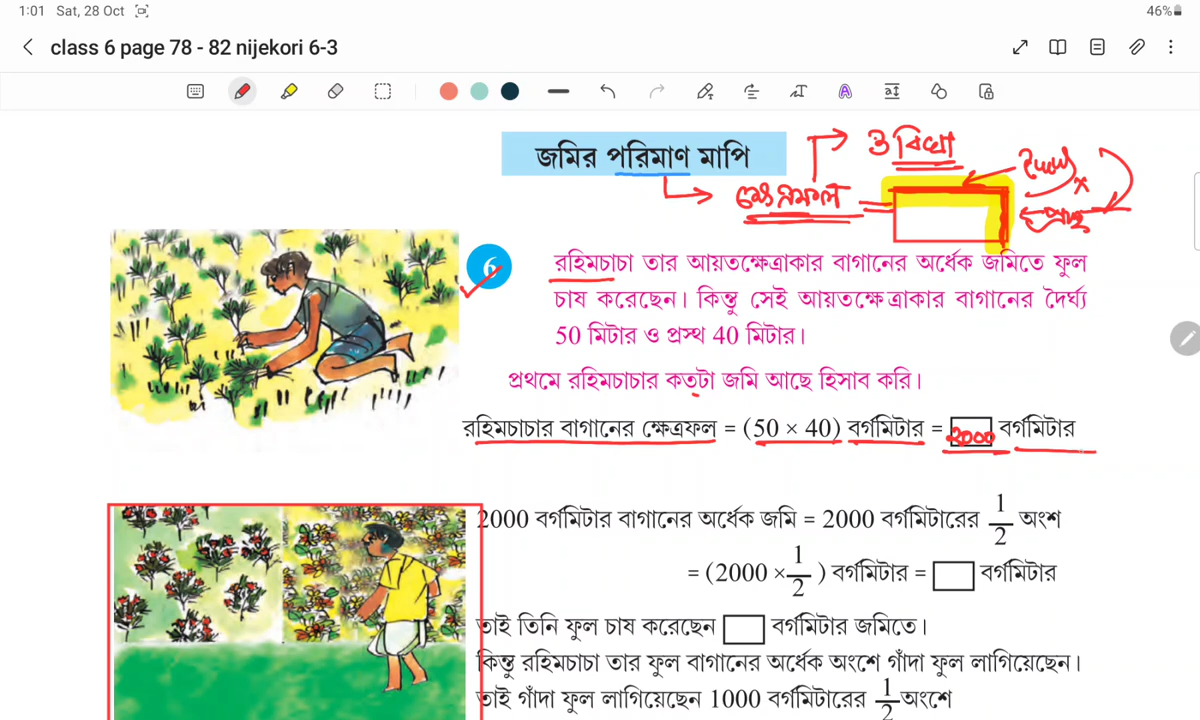 1:01 Sat, 28 Oct
46%
class 6 page 78 - 82 nijekori 6-3
জমির পরিমাণ মাপি
৩ বিঘা
ক্ষেত্রফল
দৈর্ঘ্য
×
প্রস্থ
6
রহিমচাচা তার আয়তক্ষেত্রাকার বাগানের অর্ধেক জমিতে ফুল
চাষ করেছেন। কিন্তু সেই আয়তক্ষেত্রাকার বাগানের দৈর্ঘ্য
50 মিটার ও প্রস্থ 40 মিটার।
প্রথমে রহিমচাচার কতটা জমি আছে হিসাব করি।
রহিমচাচার বাগানের ক্ষেত্রফল = (50 × 40) বর্গমিটার = 2000 বর্গমিটার
2000 বর্গমিটার বাগানের অর্ধেক জমি = 2000 বর্গমিটারের 1/2 অংশ
= (2000 × 1/2 ) বর্গমিটার = বর্গমিটার
তাই তিনি ফুল চাষ করেছেন বর্গমিটার জমিতে।
কিন্তু রহিমচাচা তার ফুল বাগানের অর্ধেক অংশে গাঁদা ফুল লাগিয়েছেন।
তাই গাঁদা ফুল লাগিয়েছেন 1000 বর্গমিটারের 1/2 অংশে